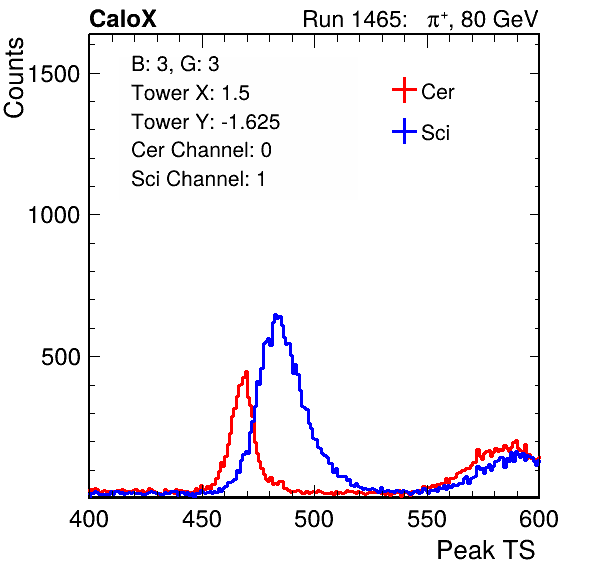 CaloX Run 1465: π⁺, 80 GeV
B: 3, G: 3
Tower X: 1.5
Tower Y: -1.625
Cer Channel: 0
Sci Channel: 1
Cer
Sci
Counts
1500
1000
500
400 450 500 550 600
Peak TS